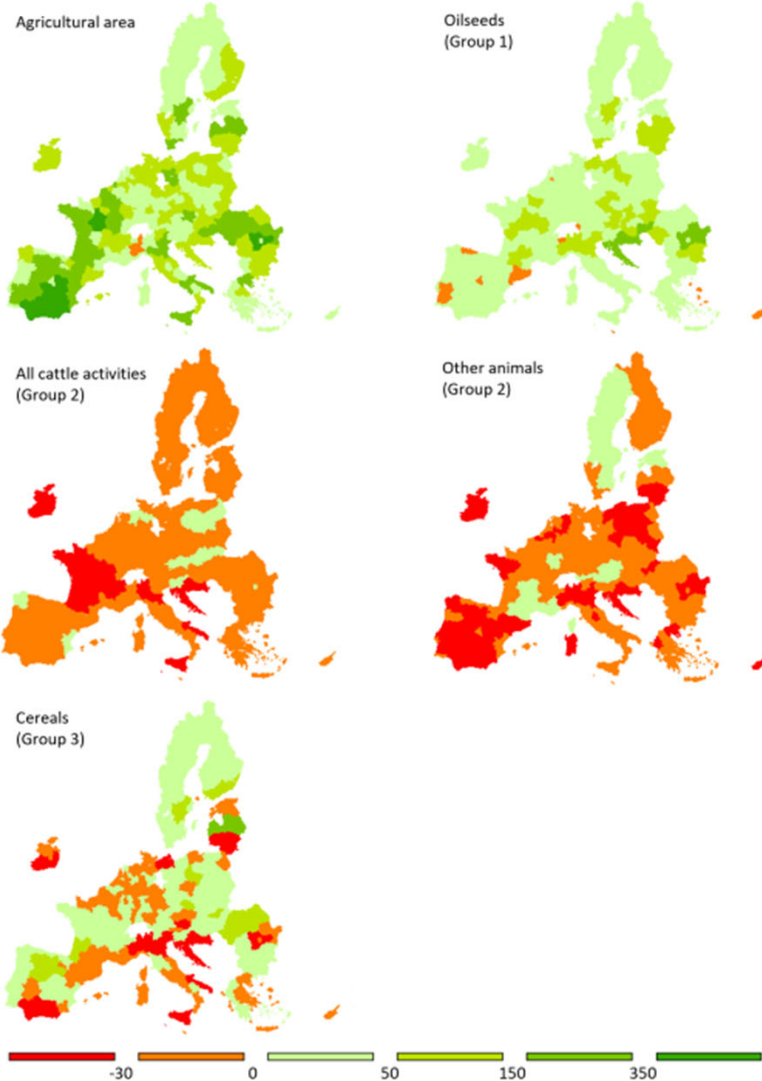 Agricultural area
Oilseeds
(Group 1)
All cattle activities
(Group 2)
Other animals
(Group 2)
Cereals
(Group 3)
-30 0 50 150 350